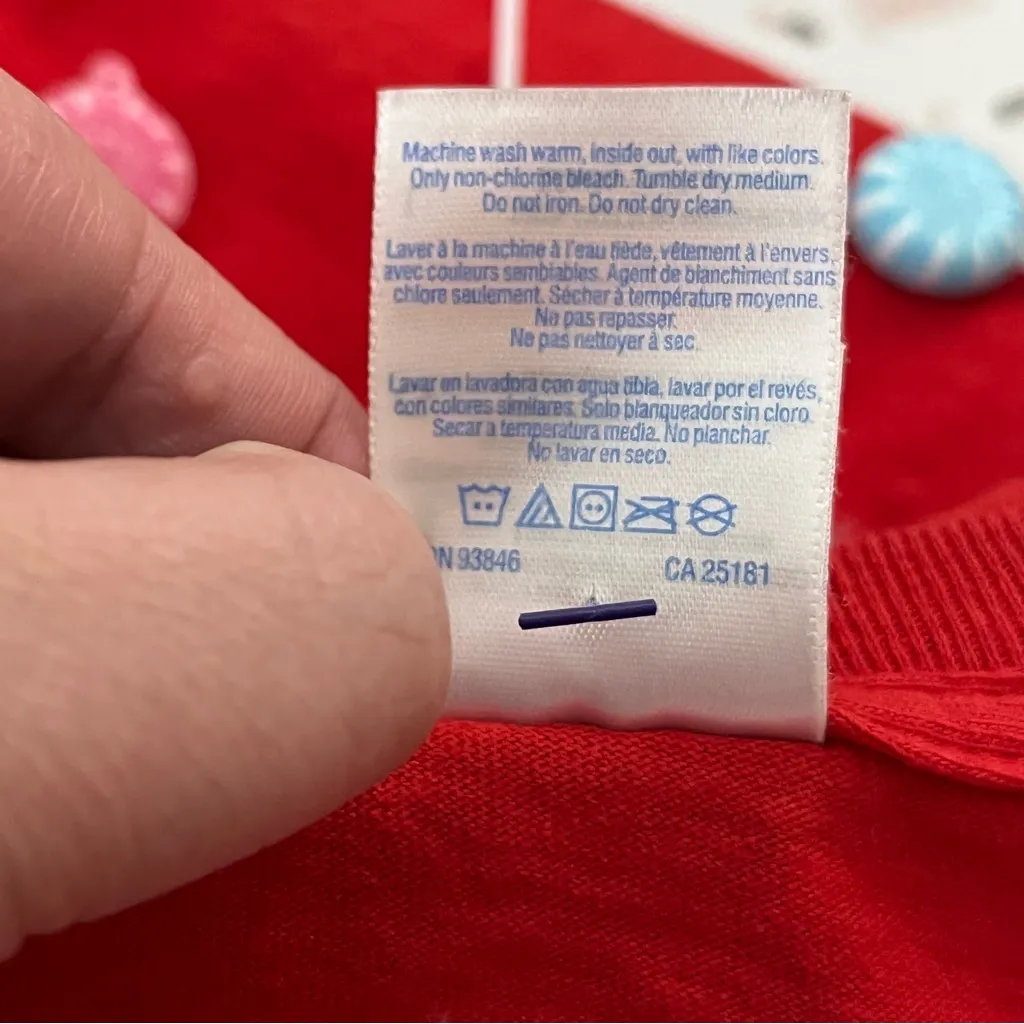 Machine wash warm, inside out, with like colors.
Only non-chlorine bleach. Tumble dry medium.
Do not iron. Do not dry clean.
Laver à la machine à l'eau tiède, vêtement à l'envers,
avec couleurs semblables. Agent de blanchiment sans
chlore seulement. Sécher à température moyenne.
Ne pas repasser.
Ne pas nettoyer à sec.
Lavar en lavadora con agua tibia, lavar por el revés,
con colores similares. Solo blanqueador sin cloro.
Secar a temperatura media. No planchar.
No lavar en seco.
N 93846 CA 25181